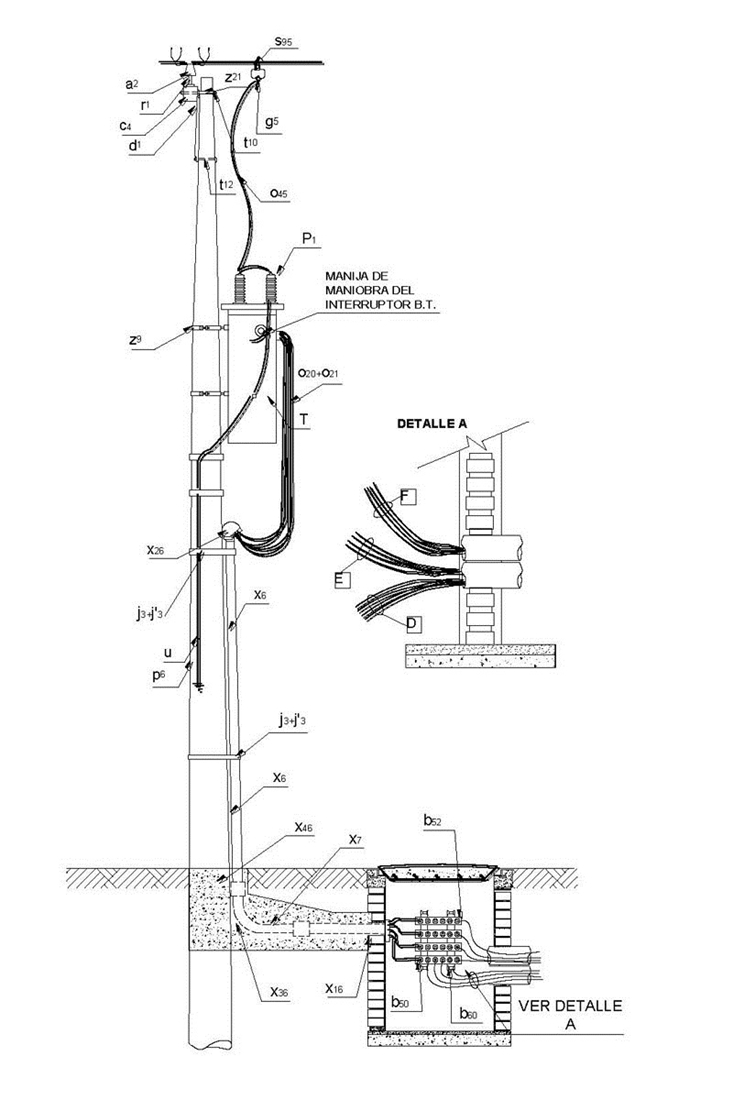 s95
a2
z21
r1
c4
g5
d1
t10
t12
o45
P1
MANIJA DE
MANIOBRA DEL
INTERRUPTOR B.T.
z9
o20+o21
T
DETALLE A
F
x26
E
j3+j'3
x6
D
u
p6
j3+j'3
x6
x46
x7
b52
x36
x16
b50
b60
VER DETALLE
A